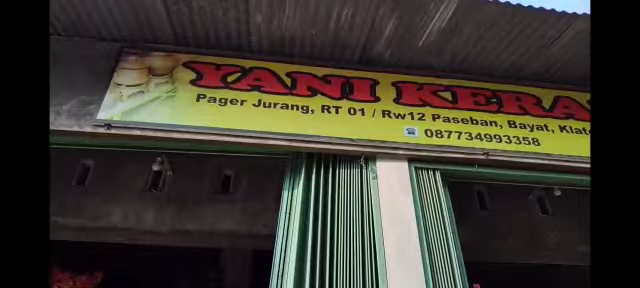 YANI KERA
Pager Jurang, RT 01 / Rw12 Paseban, Bayat, Klat
087734993358